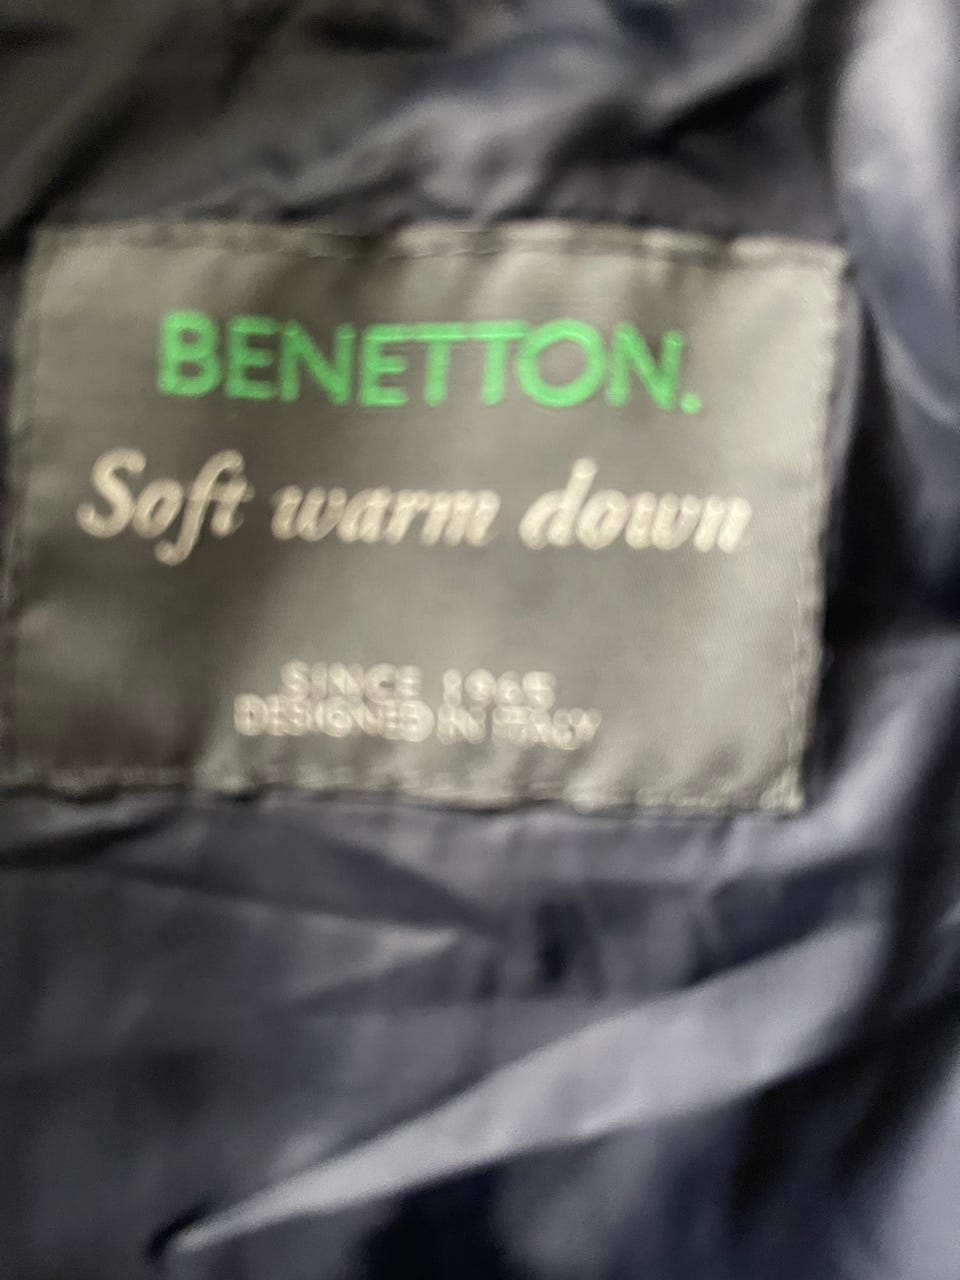 BENETTON.
Soft warm down
SINCE 1965
DESIGNED IN ITALY